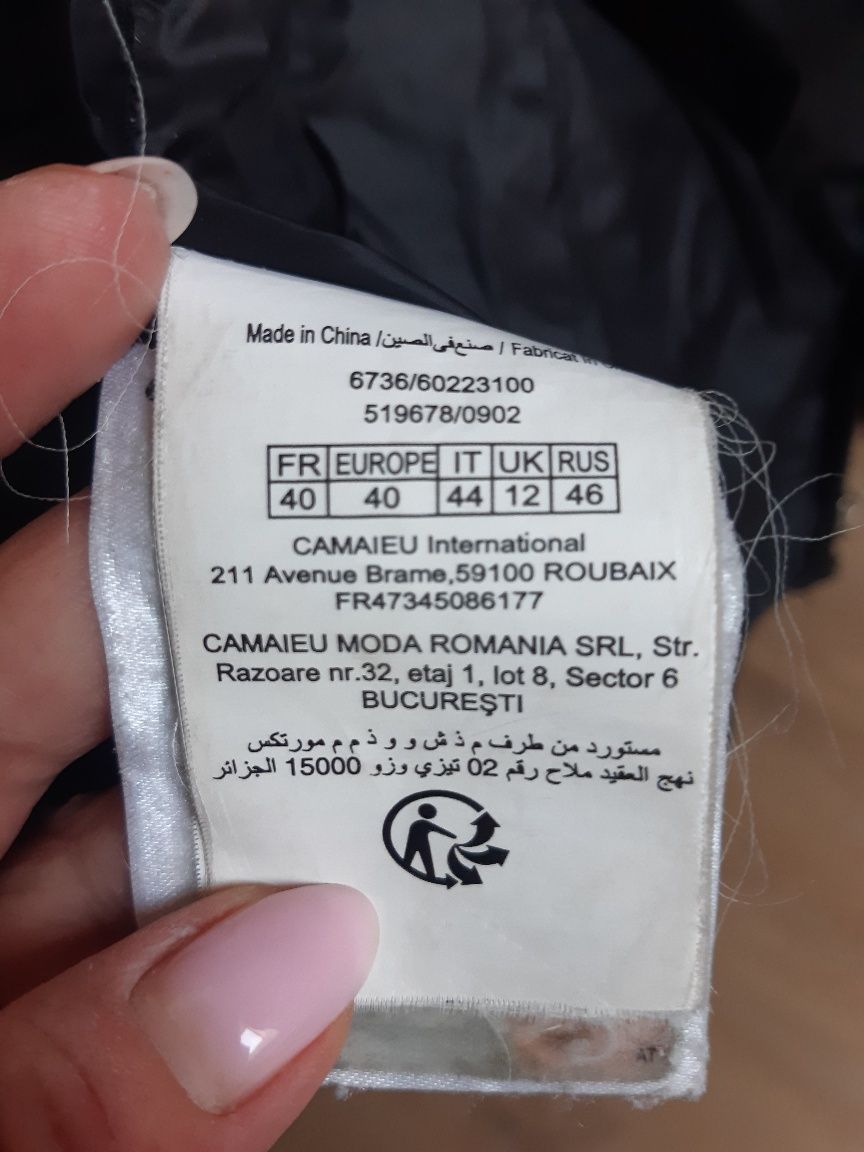 Made in China / صنع في الصين / Fabricat în
6736/60223100
519678/0902
FR EUROPE IT UK RUS
40 40 44 12 46
CAMAIEU International
211 Avenue Brame,59100 ROUBAIX
FR47345086177
CAMAIEU MODA ROMANIA SRL, Str.
Razoare nr.32, etaj 1, lot 8, Sector 6
BUCUREŞTI
مستورد من طرف م ذ ش و و ذ م م مورتكس
نهج العقيد ملاح رقم 02 تيزي وزو 15000 الجزائر